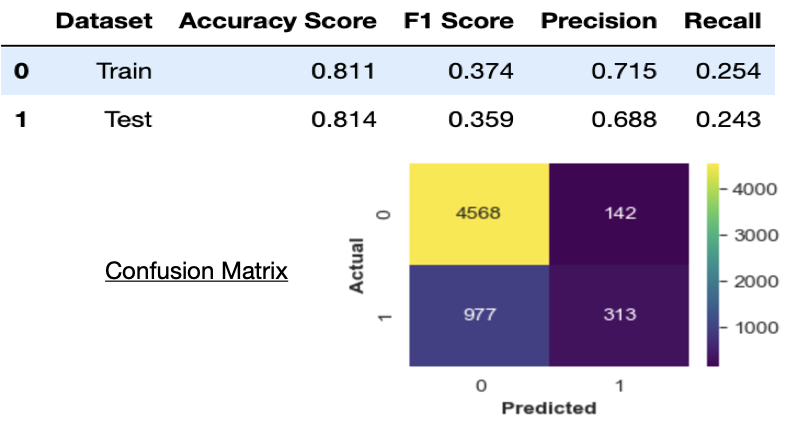 Dataset Accuracy Score F1 Score Precision Recall
0 Train 0.811 0.374 0.715 0.254
1 Test 0.814 0.359 0.688 0.243
Confusion Matrix
Actual
0
1
4568 142
977 313
0 1
Predicted
4000
3000
2000
1000